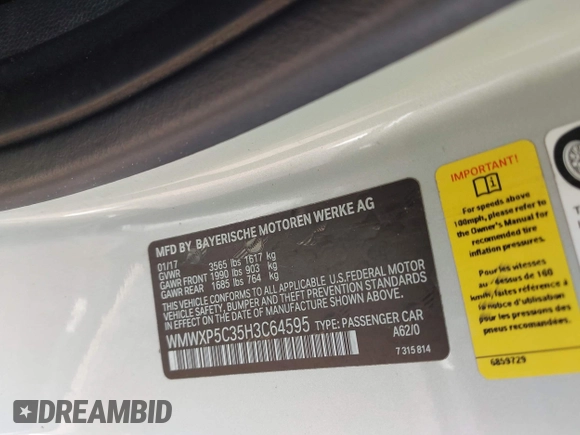 MFD BY BAYERISCHE MOTOREN WERKE AG
01/17
GVWR 3565 lbs 1617 kg
GAWR FRONT 1990 lbs 903 kg
GAWR REAR 1685 lbs 764 kg
THIS VEHICLE CONFORMS TO ALL APPLICABLE U.S.FEDERAL MOTOR
VEHICLE SAFETY, BUMPER AND THEFT PREVENTION STANDARDS
IN EFFECT ON THE DATE OF MANUFACTURE SHOWN ABOVE.
WMWXP5C35H3C64595 TYPE: PASSENGER CAR
A62/0
7 315 814
IMPORTANT!
For speeds above
100mph, please refer to
the Owner's Manual for
recommended tire
inflation pressures.
Pour les vitesses
au-dessus de 160
km/h, faites référence à
la notice d'utilisation
pour les pressions des
pneus recommandées.
6859729
DREAMBID